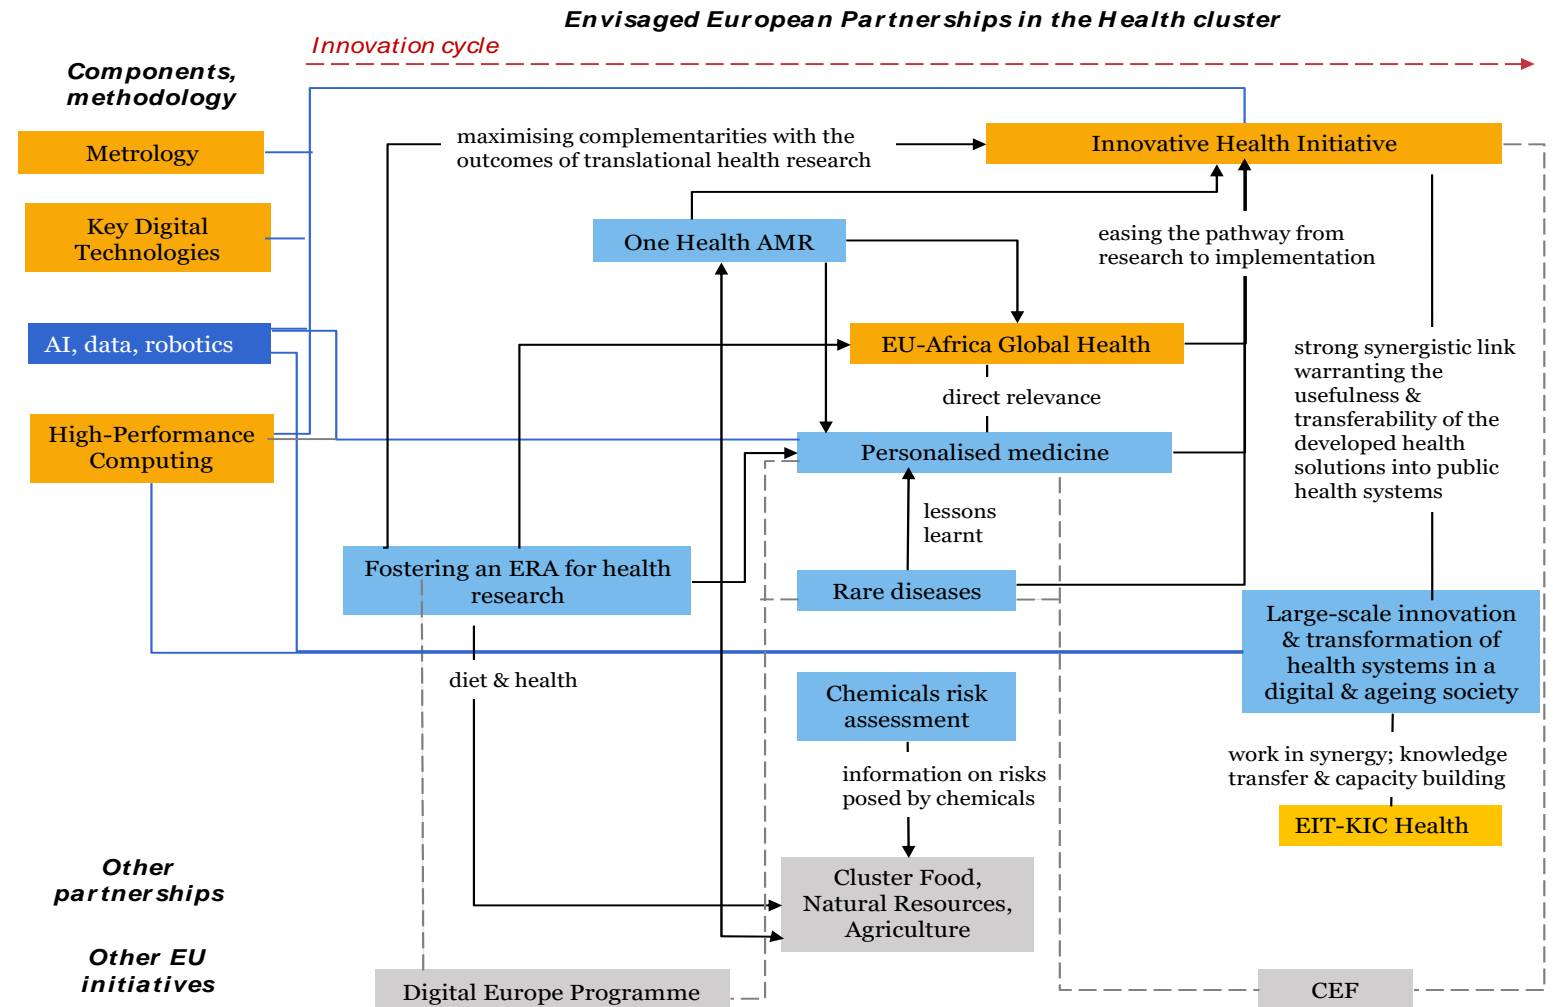 Envisaged European Partnerships in the Health cluster
Innovation cycle
Components,
methodology
Metrology
maximising complementarities with the
outcomes of translational health research
Innovative Health Initiative
Key Digital
Technologies
One Health AMR
easing the pathway from
research to implementation
AI, data, robotics
EU-Africa Global Health
strong synergistic link
warranting the
usefulness &
transferability of the
developed health
solutions into public
health systems
direct relevance
High-Performance
Computing
Personalised medicine
lessons
learnt
Fostering an ERA for health
research
Rare diseases
Large-scale innovation
& transformation of
health systems in a
digital & ageing society
diet & health
Chemicals risk
assessment
work in synergy; knowledge
transfer & capacity building
information on risks
posed by chemicals
EIT-KIC Health
Other
partnerships
Cluster Food,
Natural Resources,
Agriculture
Other EU
initiatives
Digital Europe Programme
CEF